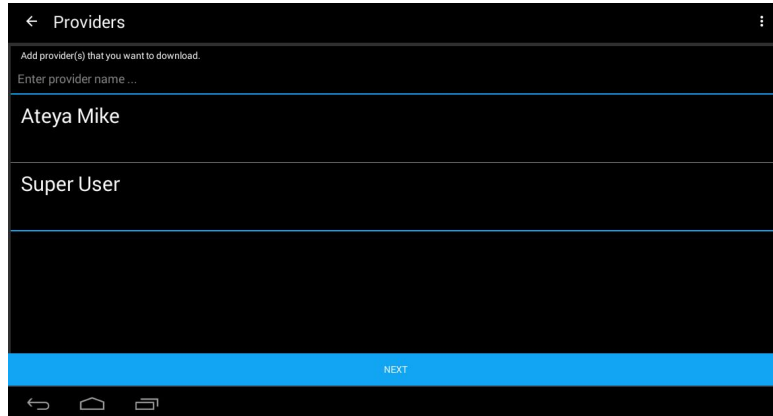 Providers
Add provider(s) that you want to download.
Enter provider name ...
Ateya Mike
Super User
NEXT